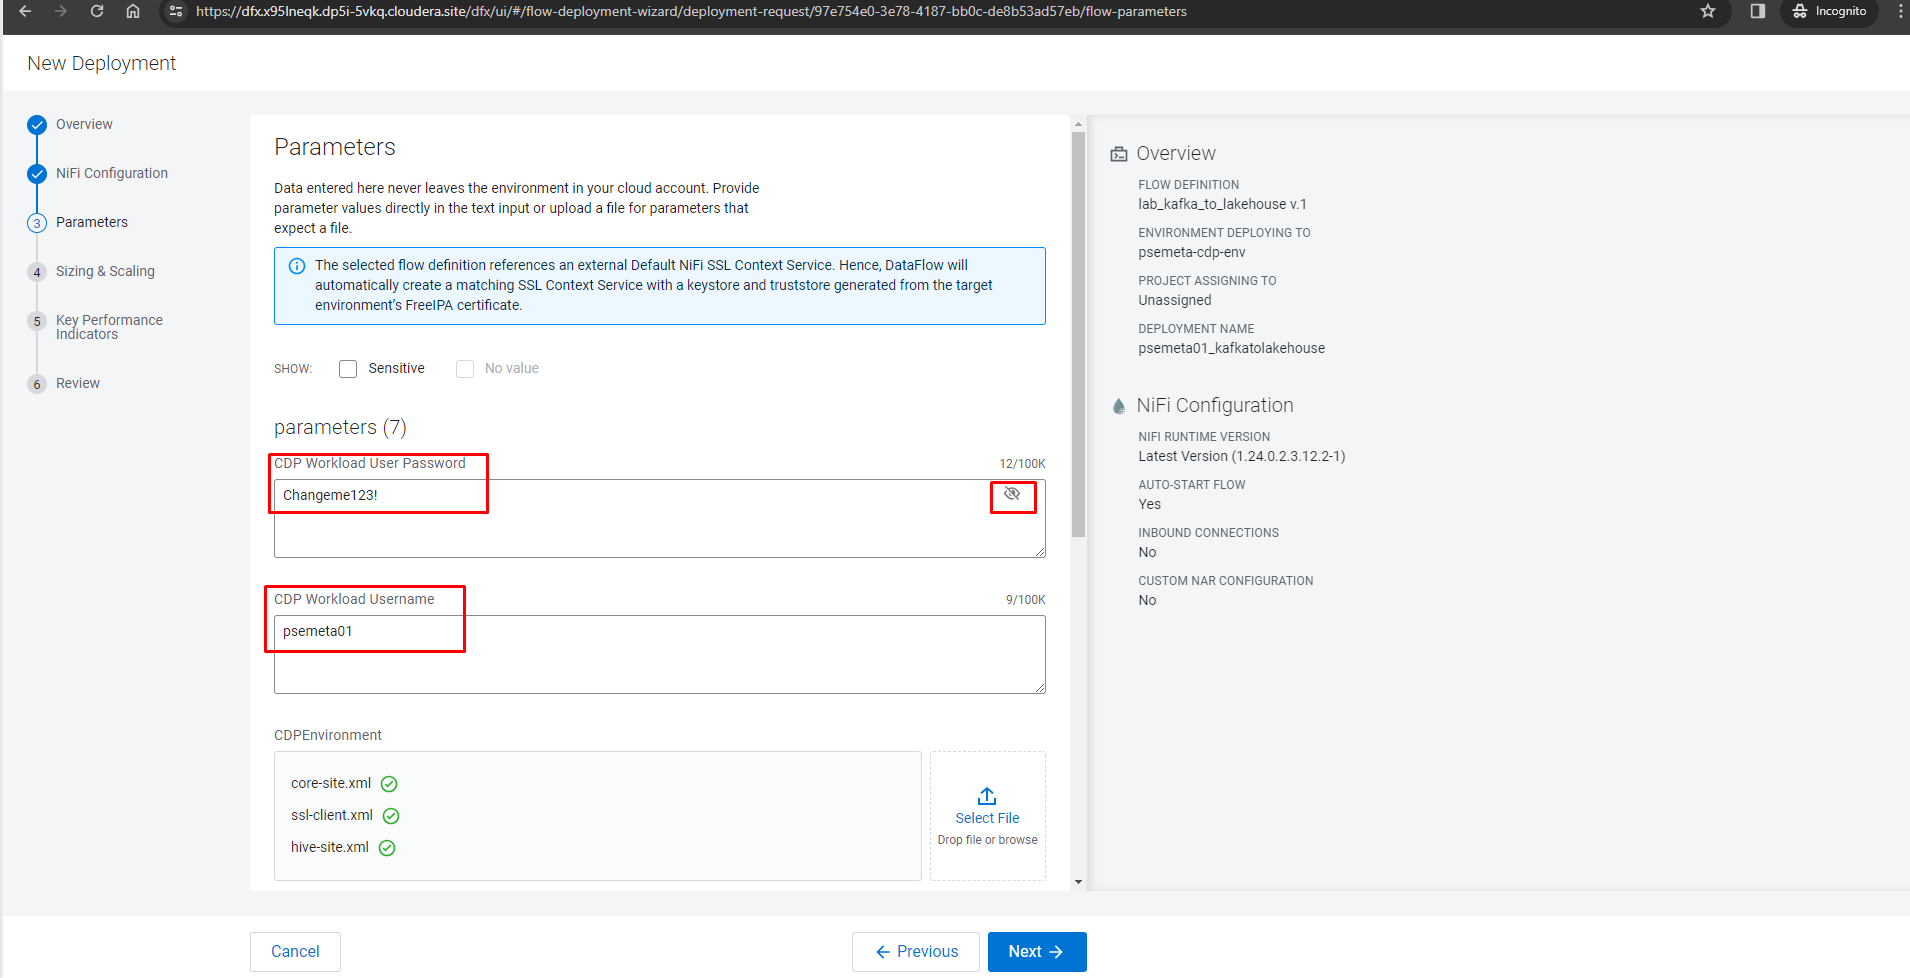 https://dfx.x95lneqk.dp5i-5vkq.cloudera.site/dfx/ui/#/flow-deployment-wizard/deployment-request/97e754e0-3e78-4187-bb0c-de8b53ad57eb/flow-parameters
Incognito
New Deployment
Overview
NiFi Configuration
3 Parameters
4 Sizing & Scaling
5 Key Performance
Indicators
6 Review
Parameters
Data entered here never leaves the environment in your cloud account. Provide
parameter values directly in the text input or upload a file for parameters that
expect a file.
The selected flow definition references an external Default NiFi SSL Context Service. Hence, DataFlow will
automatically create a matching SSL Context Service with a keystore and truststore generated from the target
environment's FreeIPA certificate.
SHOW: Sensitive No value
parameters (7)
CDP Workload User Password 12/100K
Changeme123!
CDP Workload Username 9/100K
psemeta01
CDPEnvironment
core-site.xml
ssl-client.xml
hive-site.xml
Select File
Drop file or browse
Cancel
Previous
Next
Overview
FLOW DEFINITION
lab_kafka_to_lakehouse v.1
ENVIRONMENT DEPLOYING TO
psemeta-cdp-env
PROJECT ASSIGNING TO
Unassigned
DEPLOYMENT NAME
psemeta01_kafkatolakehouse
NiFi Configuration
NIFI RUNTIME VERSION
Latest Version (1.24.0.2.3.12.2-1)
AUTO-START FLOW
Yes
INBOUND CONNECTIONS
No
CUSTOM NAR CONFIGURATION
No